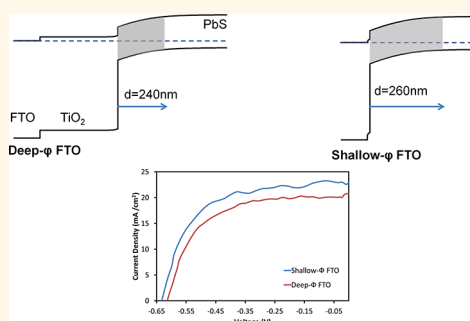 PbS
d=240nm
d=260nm
FTO TiO₂
Deep-φ FTO
Shallow-φ FTO
25
20
15
10
5
0
Current Density (mA /cm²)
Shallow-Φ FTO
Deep-Φ FTO
-0.65 -0.55 -0.45 -0.35 -0.25 -0.15 -0.05